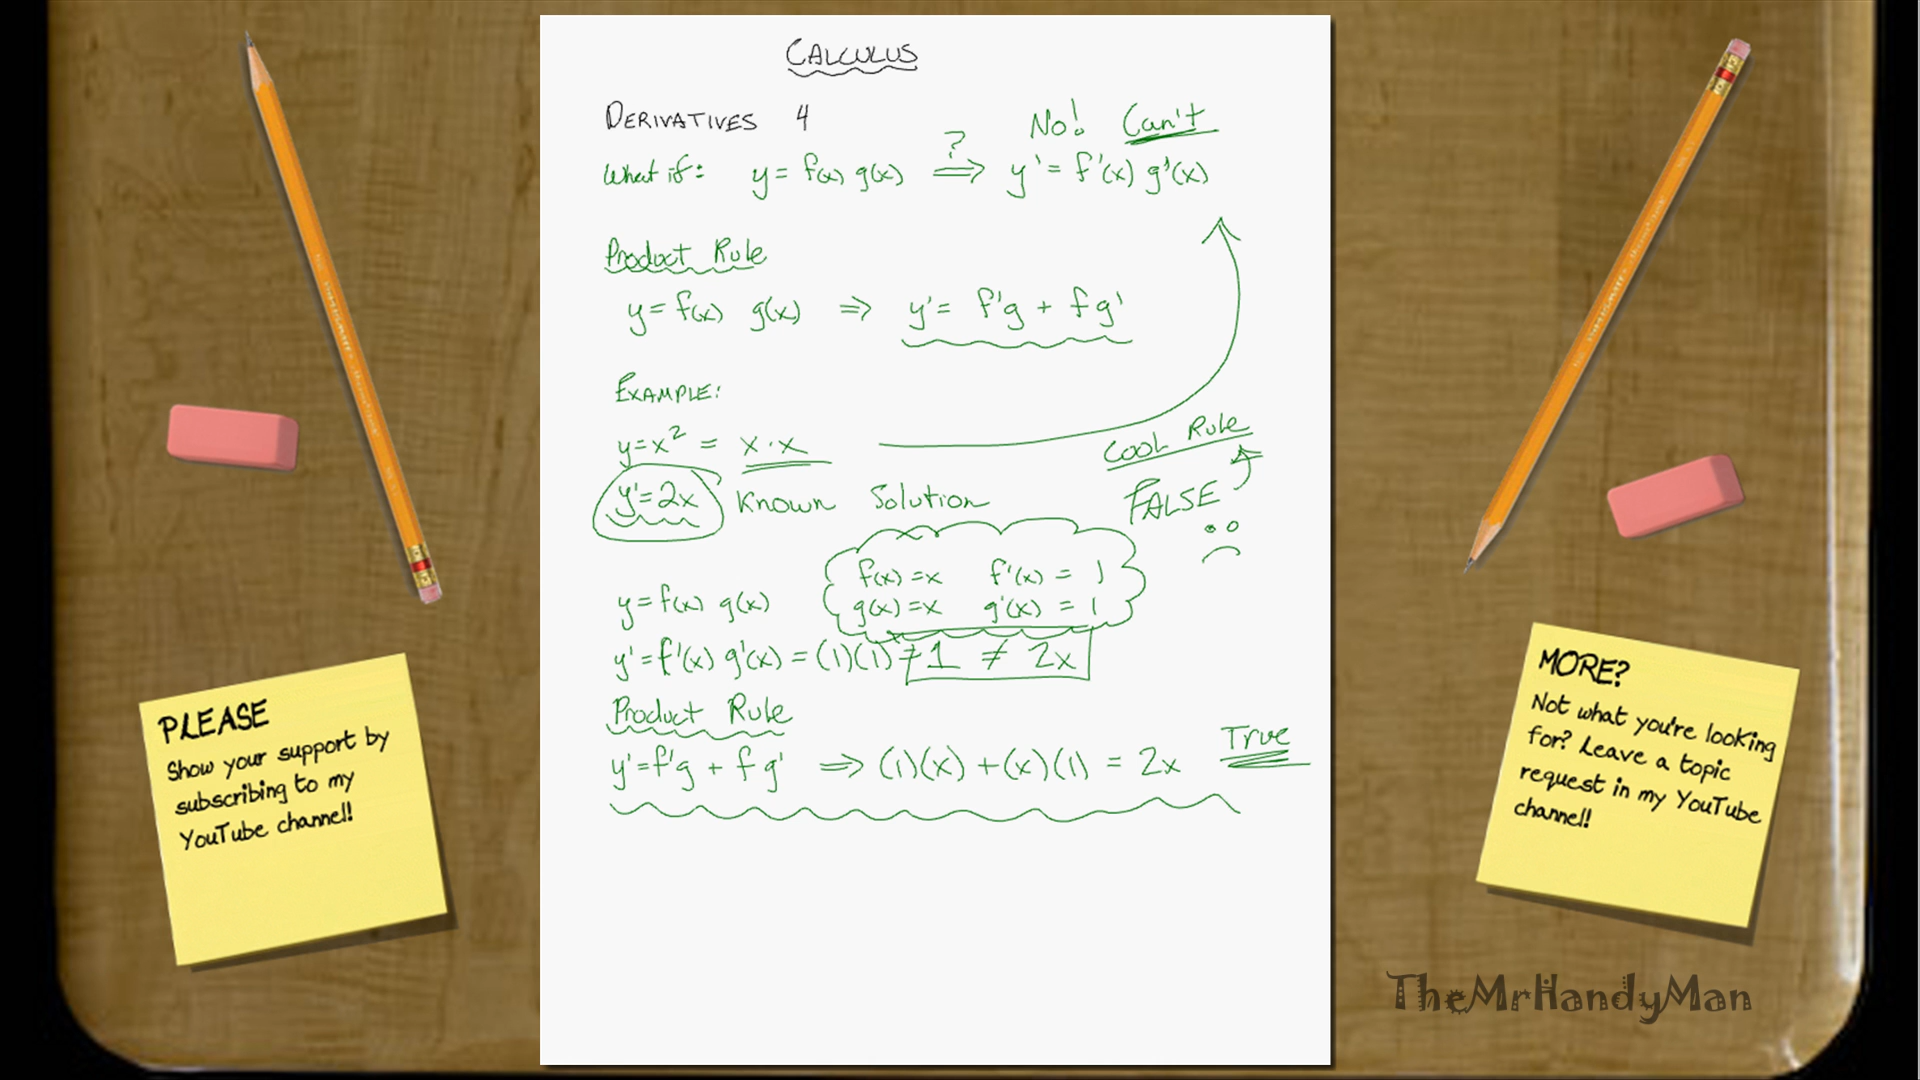 CALCULUS
DERIVATIVES 4
No! Can't
What if: y = f(x) g(x) ?⟹ y' = f'(x) g'(x)
Product Rule
y = f(x) g(x) ⟹ y' = f'g + fg'
EXAMPLE:
y = x² = x·x
Cool Rule
y' = 2x Known Solution
FALSE
f(x) = x f'(x) = 1
g(x) = x g'(x) = 1
y = f(x) g(x)
y' = f'(x) g'(x) = (1)(1) = 1 ≠ 2x
Product Rule
y' = f'g + fg' ⟹ (1)(x) + (x)(1) = 2x True
PLEASE
Show your support by
subscribing to my
YouTube channel!
MORE?
Not what you're looking
for? Leave a topic
request in my YouTube
channel!
TheMrHandyMan